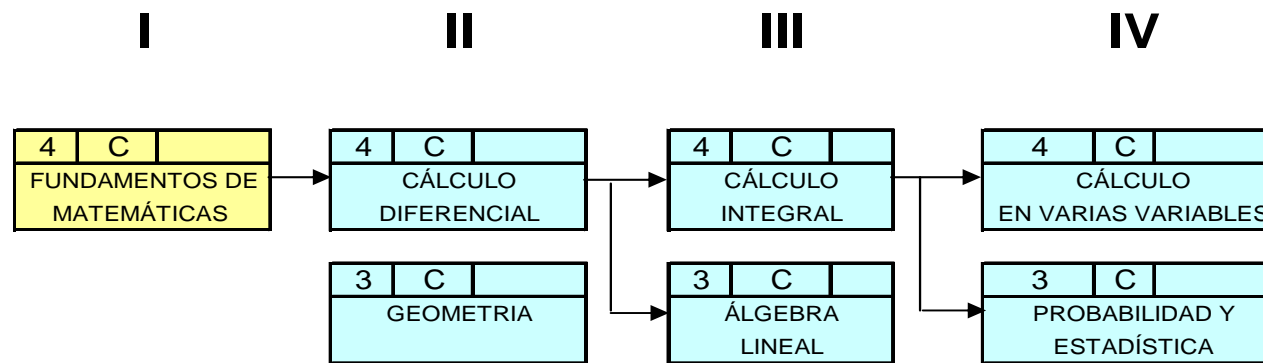 I II III IV
4 C 4 C 4 C 4 C
FUNDAMENTOS DE
MATEMÁTICAS
CÁLCULO
DIFERENCIAL
CÁLCULO
INTEGRAL
CÁLCULO
EN VARIAS VARIABLES
3 C 3 C 3 C
GEOMETRIA
ÁLGEBRA
LINEAL
PROBABILIDAD Y
ESTADÍSTICA